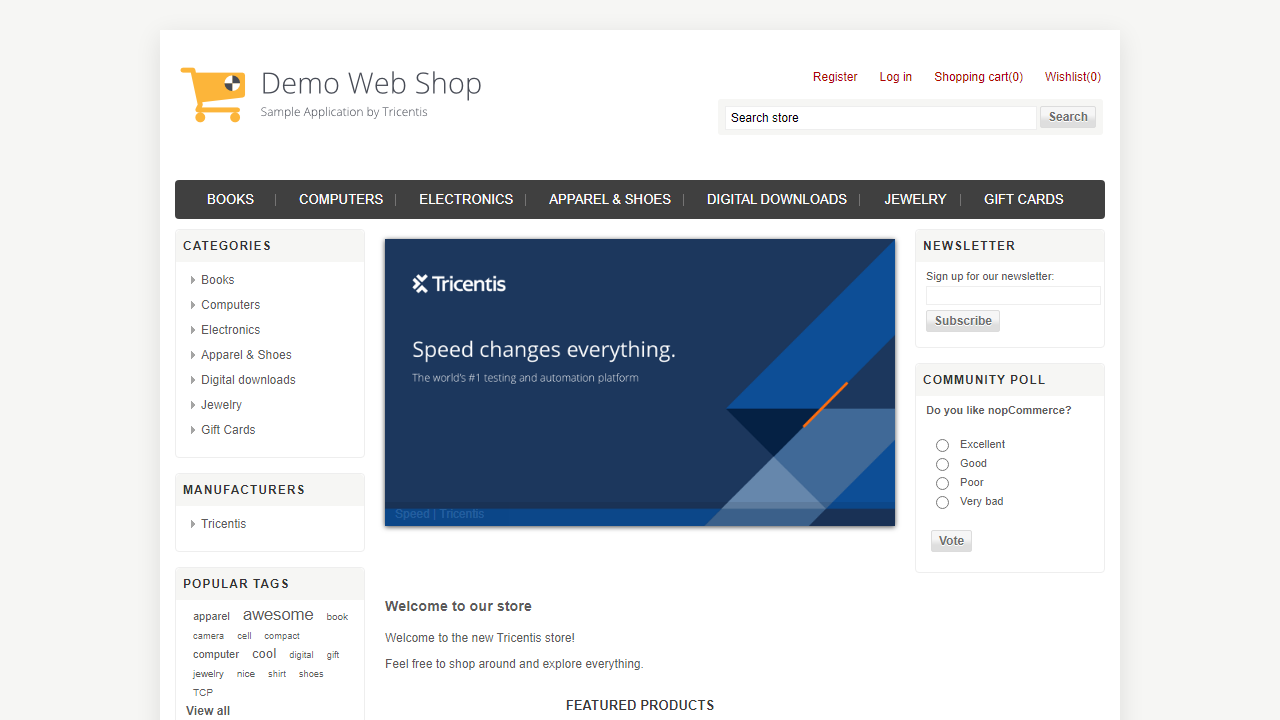 Demo Web Shop
Sample Application by Tricentis
Register Log in Shopping cart(0) Wishlist(0)
Search store Search
BOOKS COMPUTERS ELECTRONICS APPAREL & SHOES DIGITAL DOWNLOADS JEWELRY GIFT CARDS
CATEGORIES
Books
Computers
Electronics
Apparel & Shoes
Digital downloads
Jewelry
Gift Cards
MANUFACTURERS
Tricentis
POPULAR TAGS
apparel awesome book
camera cell compact
computer cool digital gift
jewelry nice shirt shoes
TCP
View all
Tricentis
Speed changes everything.
The world's #1 testing and automation platform
Speed | Tricentis
Welcome to our store
Welcome to the new Tricentis store!
Feel free to shop around and explore everything.
FEATURED PRODUCTS
NEWSLETTER
Sign up for our newsletter:
Subscribe
COMMUNITY POLL
Do you like nopCommerce?
Excellent
Good
Poor
Very bad
Vote